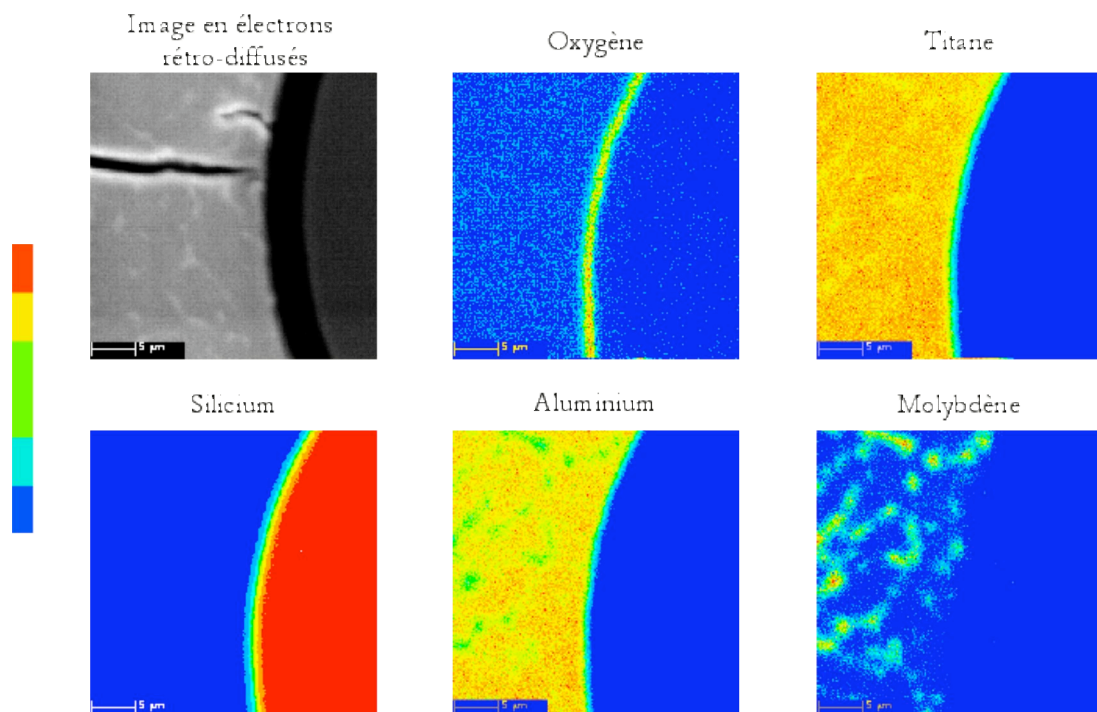 Image en électrons
rétro-diffusés
Oxygène
Titane
5 µm
5 µm
5 µm
Silicium
Aluminium
Molybdène
5 µm
5 µm
5 µm